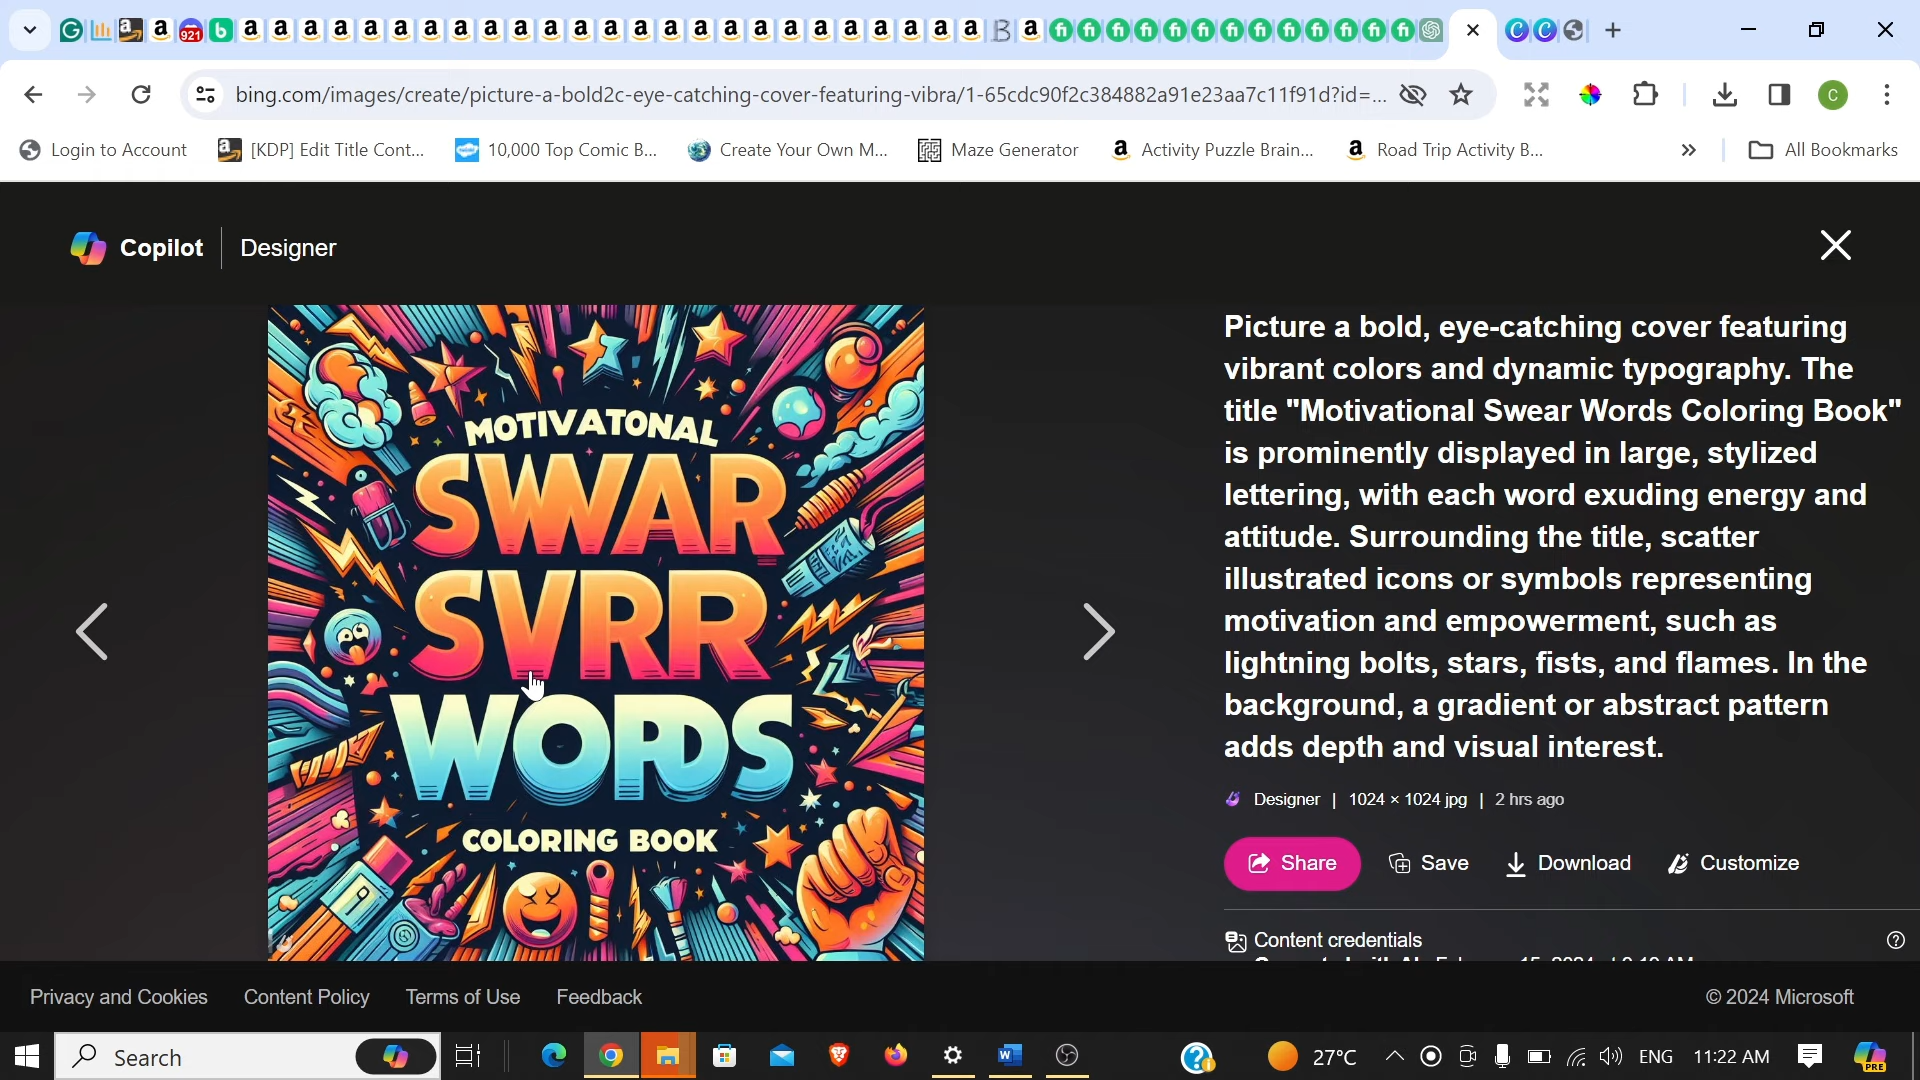 921
bing.com/images/create/picture-a-bold2c-eye-catching-cover-featuring-vibra/1-65cdc90f2c384882a91e23aa7c11f91d?id=...
C
Login to Account
[KDP] Edit Title Cont...
10,000 Top Comic B...
Create Your Own M...
Maze Generator
Activity Puzzle Brain...
Road Trip Activity B...
All Bookmarks
Copilot
Designer
MOTIVATONAL
SWAR
SVRR
WORDS
COLORING BOOK
Picture a bold, eye-catching cover featuring
vibrant colors and dynamic typography. The
title "Motivational Swear Words Coloring Book"
is prominently displayed in large, stylized
lettering, with each word exuding energy and
attitude. Surrounding the title, scatter
illustrated icons or symbols representing
motivation and empowerment, such as
lightning bolts, stars, fists, and flames. In the
background, a gradient or abstract pattern
adds depth and visual interest.
Designer | 1024 × 1024 jpg | 2 hrs ago
Share
Save
Download
Customize
Content credentials
Privacy and Cookies
Content Policy
Terms of Use
Feedback
© 2024 Microsoft
Search
27°C
ENG
11:22 AM
PRE